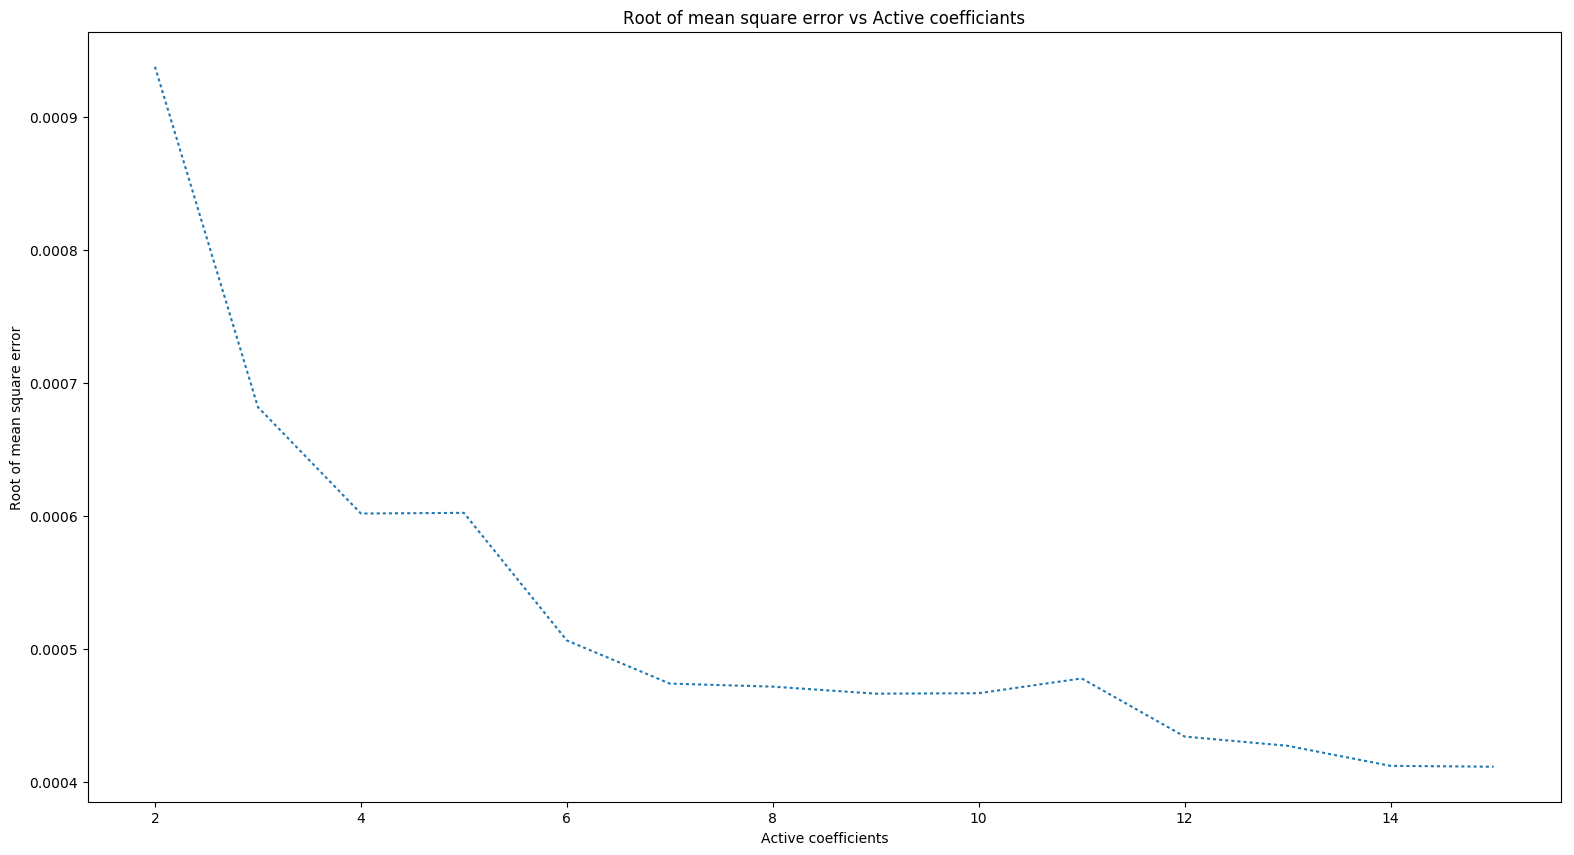 Root of mean square error vs Active coefficiants
Root of mean square error
0.0009
0.0008
0.0007
0.0006
0.0005
0.0004
2 4 6 8 10 12 14
Active coefficients